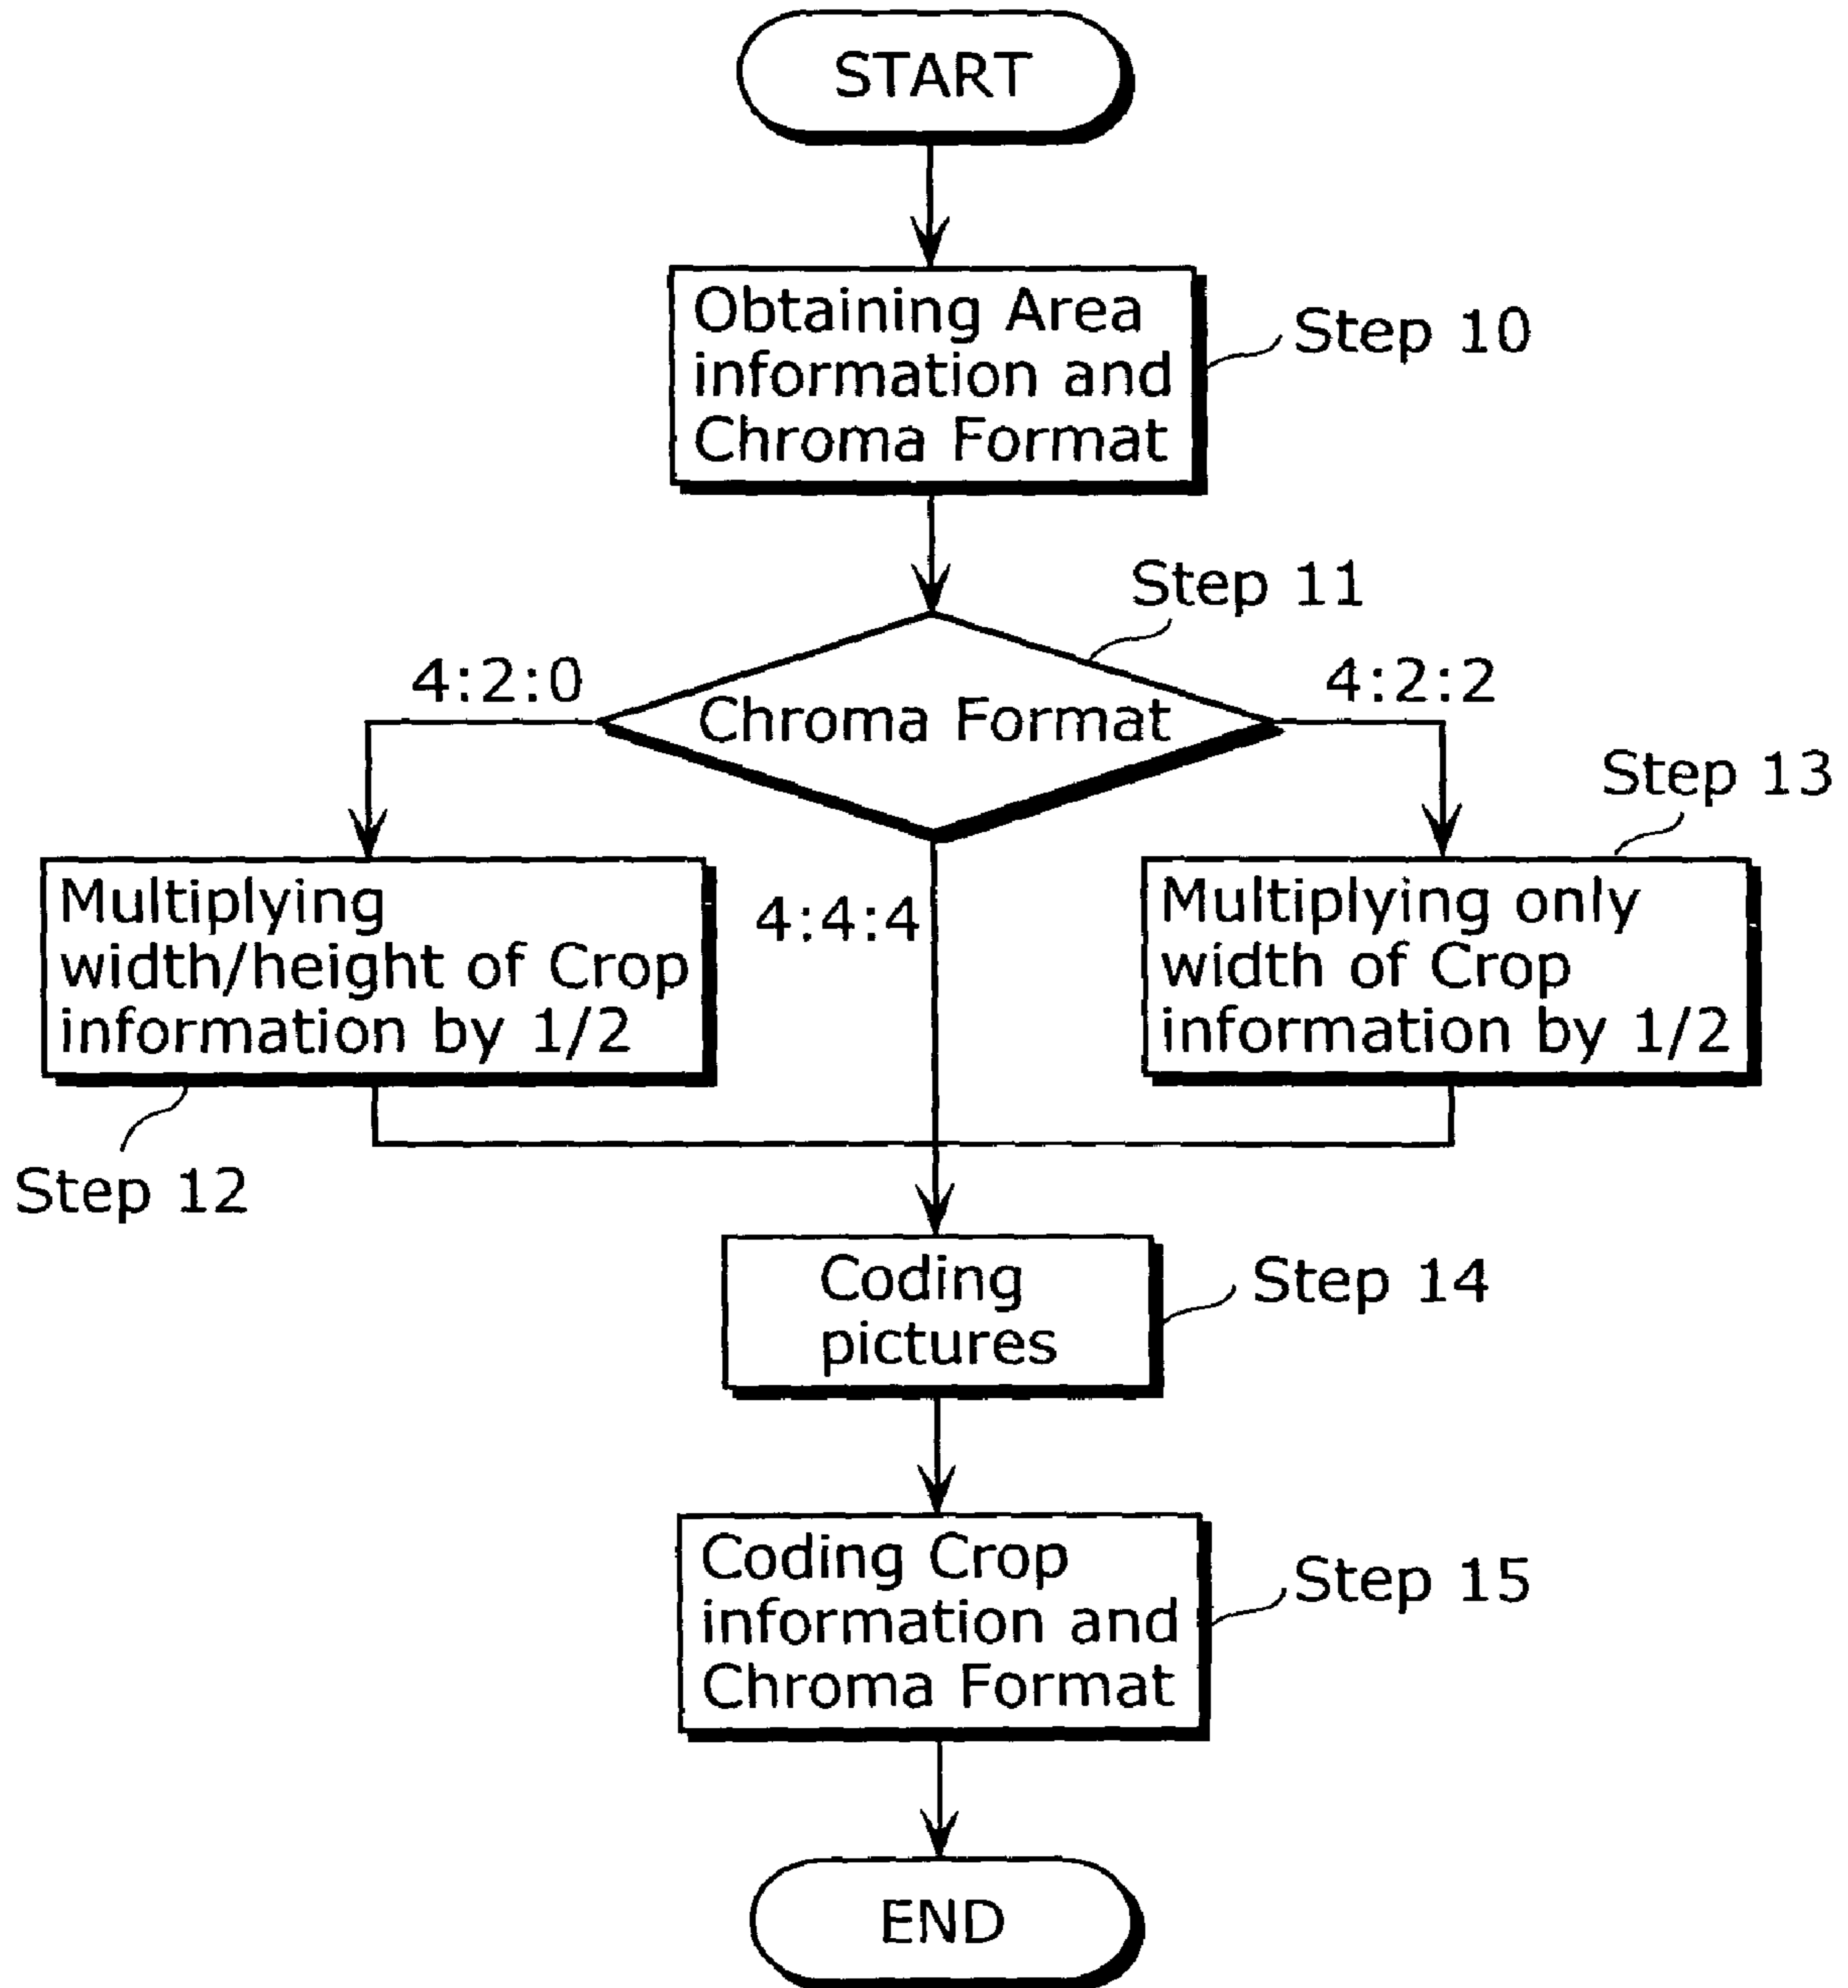 START
Obtaining Area
information and
Chroma Format
Step 10
Step 11
4:2:0
Chroma Format
4:2:2
Step 13
Multiplying
width/height of Crop
information by 1/2
4:4:4
Multiplying only
width of Crop
information by 1/2
Step 12
Coding
pictures
Step 14
Coding Crop
information and
Chroma Format
Step 15
END